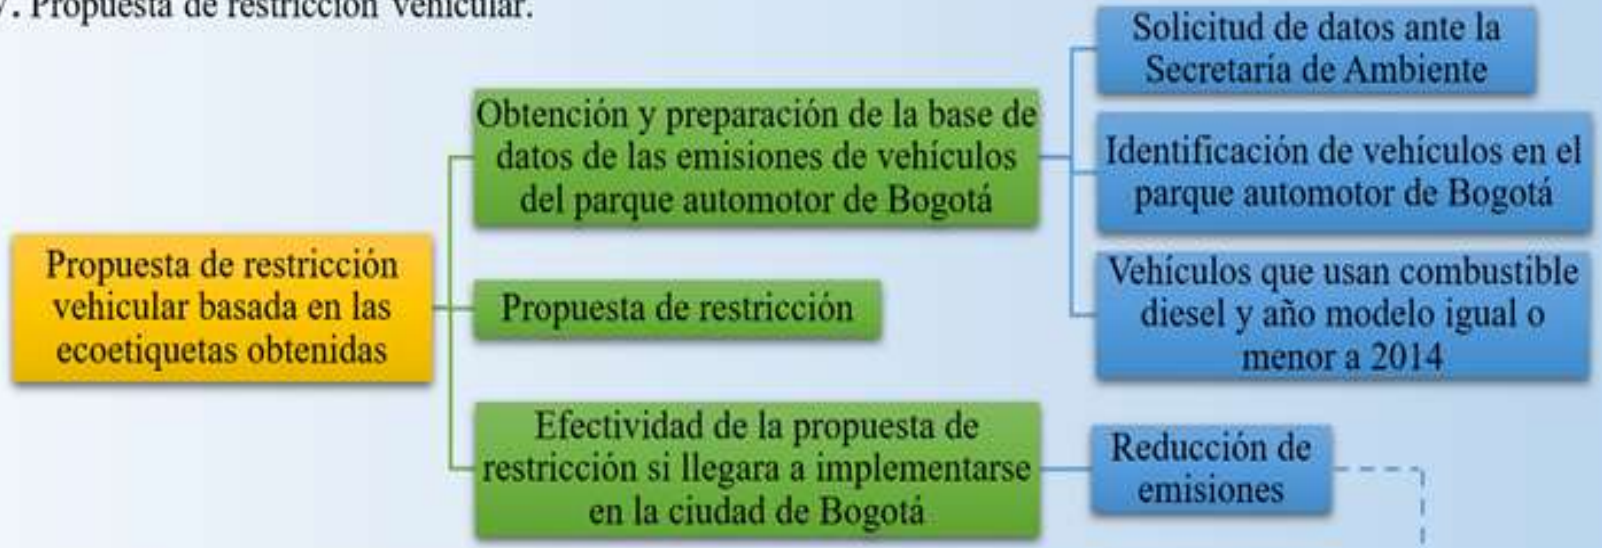 . Propuesta de restricción vehicular.
Solicitud de datos ante la
Secretaría de Ambiente
Obtención y preparación de la base de
datos de las emisiones de vehículos
del parque automotor de Bogotá
Identificación de vehículos en el
parque automotor de Bogotá
Vehículos que usan combustible
diesel y año modelo igual o
menor a 2014
Propuesta de restricción
vehicular basada en las
ecoetiquetas obtenidas
Propuesta de restricción
Efectividad de la propuesta de
restricción si llegara a implementarse
en la ciudad de Bogotá
Reducción de
emisiones